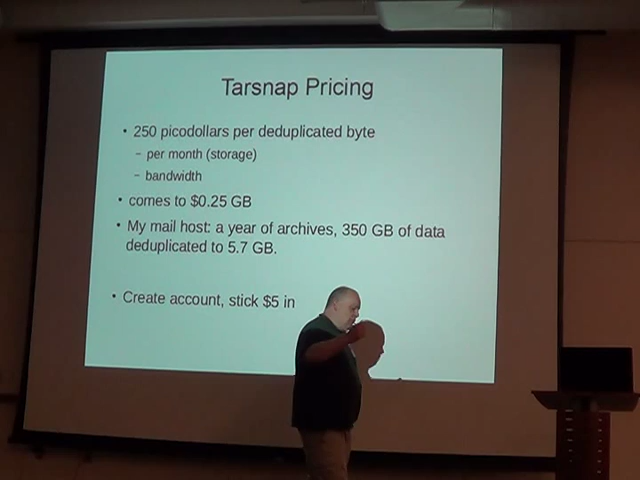 Tarsnap Pricing
• 250 picodollars per deduplicated byte
– per month (storage)
– bandwidth
• comes to $0.25 GB
• My mail host: a year of archives, 350 GB of data
deduplicated to 5.7 GB.
• Create account, stick $5 in